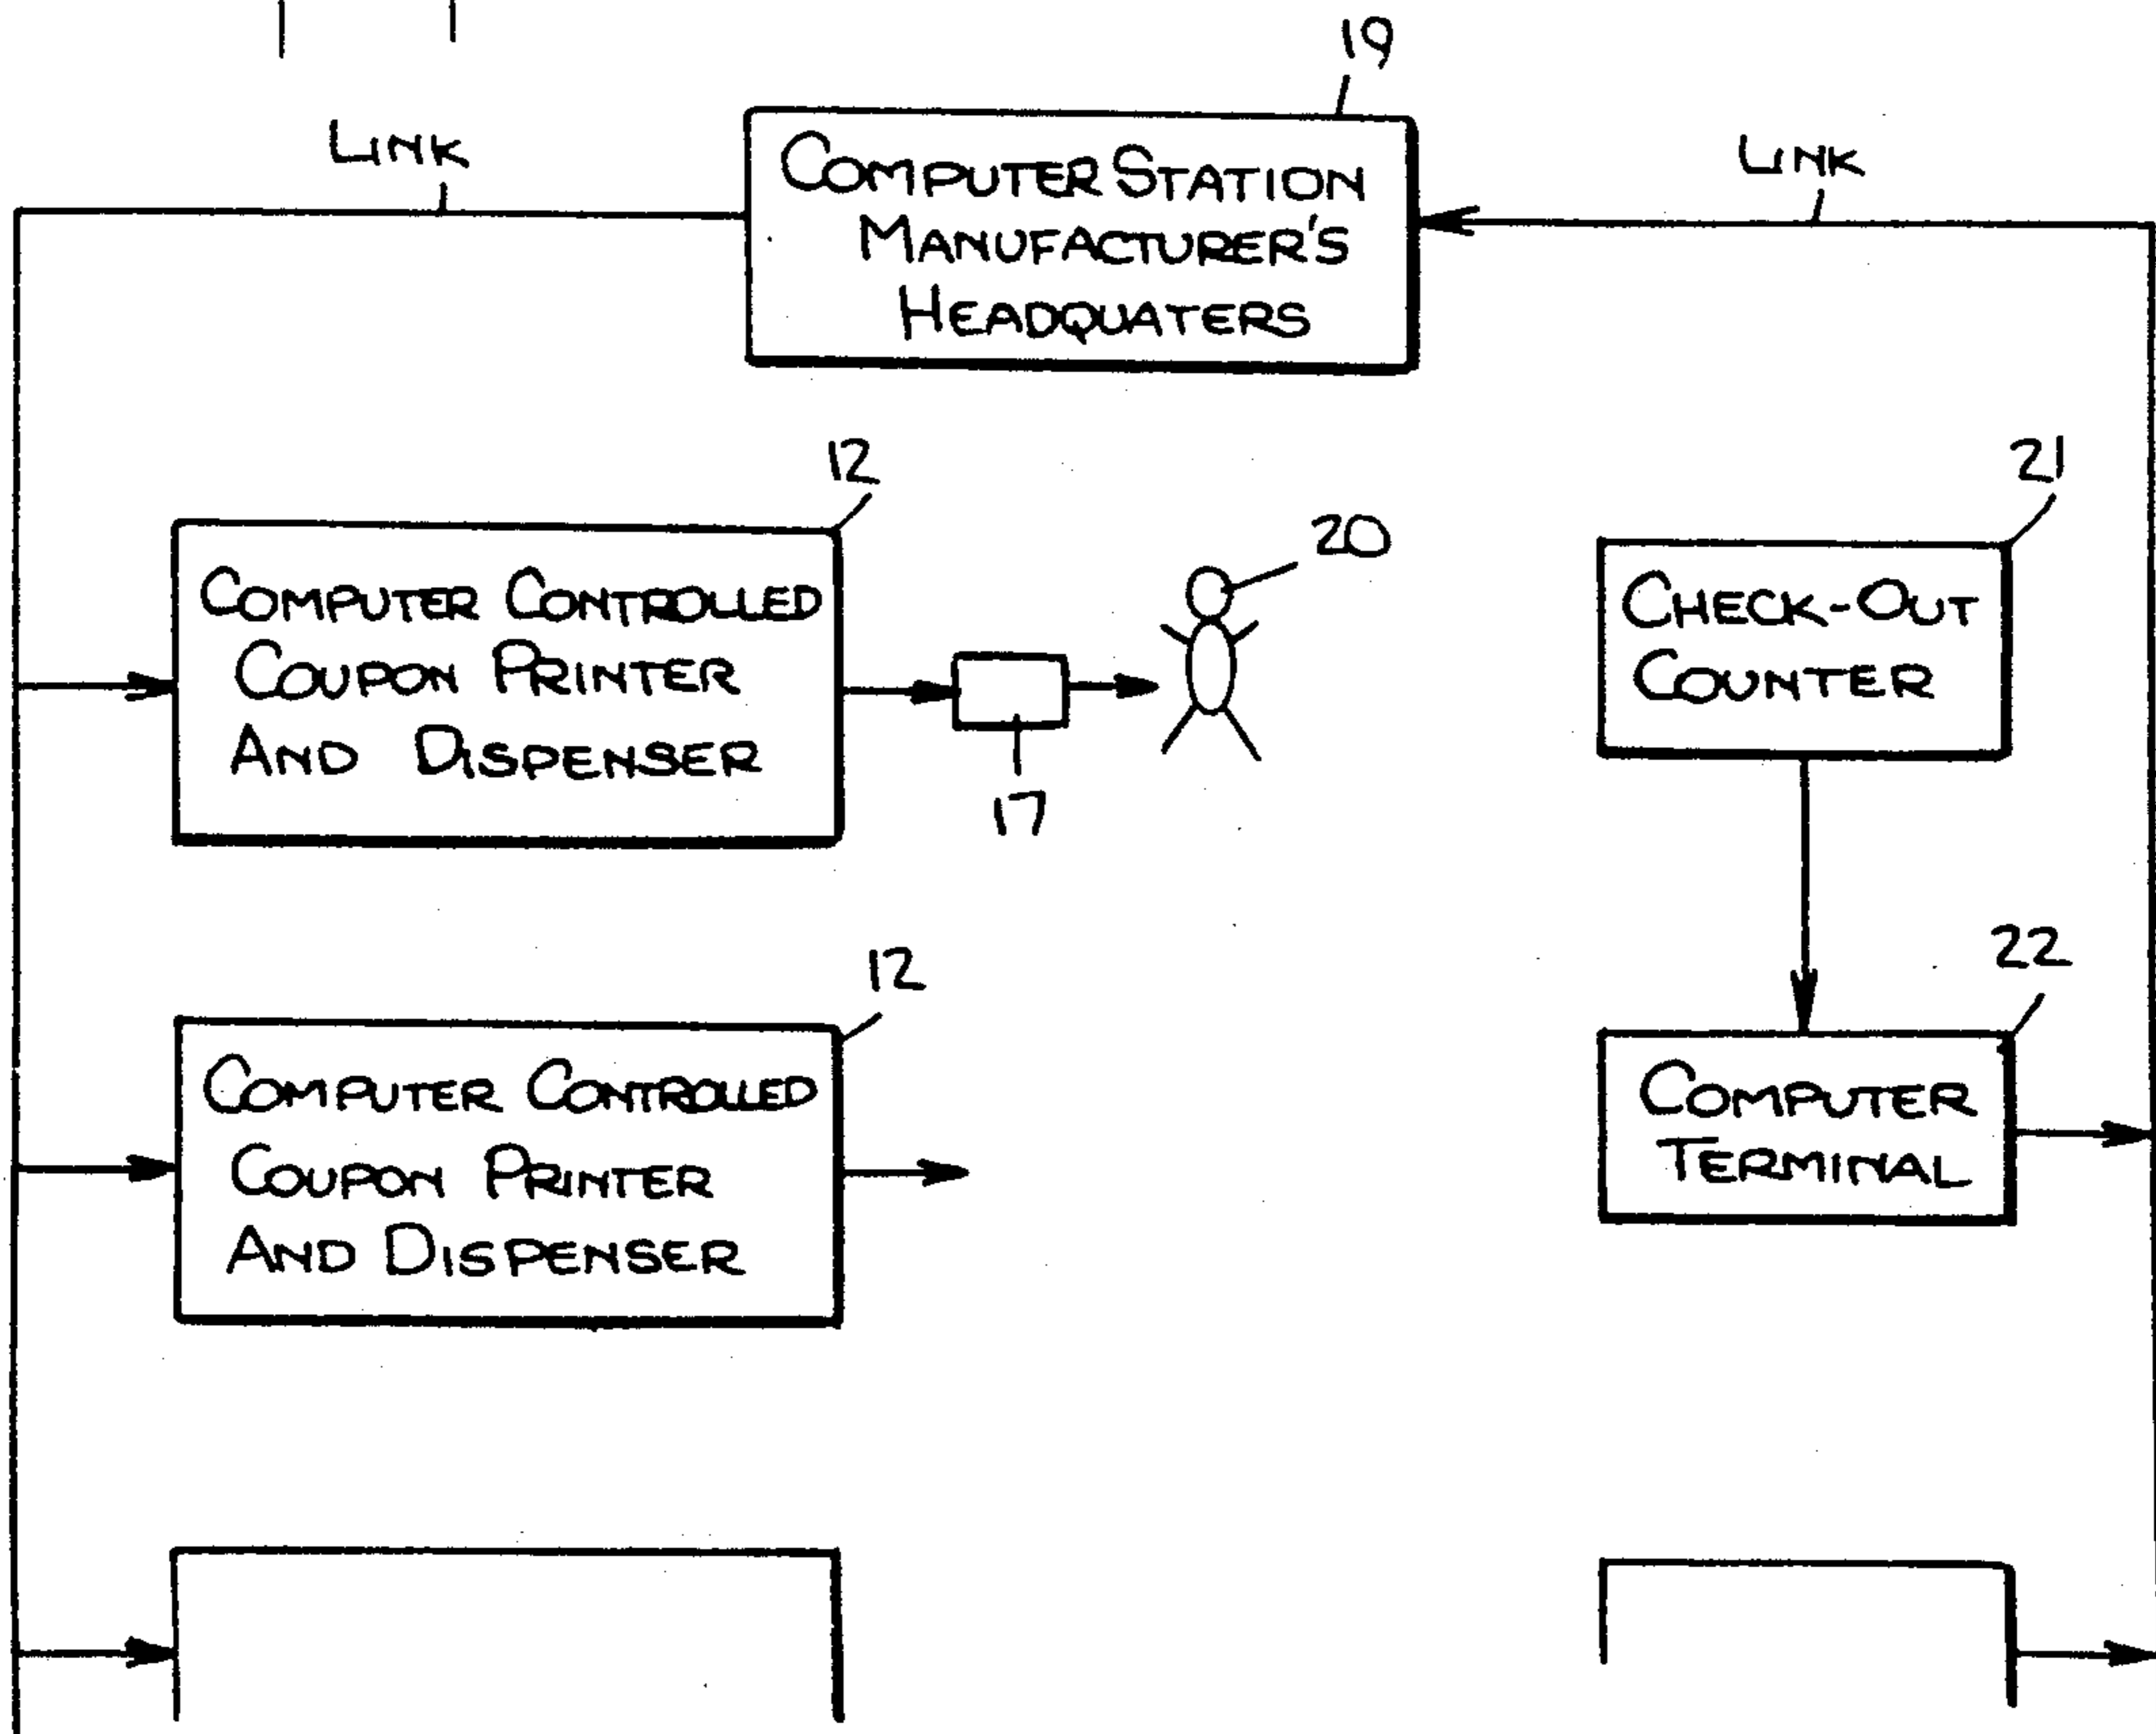 19
LINK
COMPUTER STATION
MANUFACTURER'S
HEADQUATERS
LINK
12
COMPUTER CONTROLLED
COUPON PRINTER
AND DISPENSER
17
20
21
CHECK-OUT
COUNTER
12
COMPUTER CONTROLLED
COUPON PRINTER
AND DISPENSER
22
COMPUTER
TERMINAL